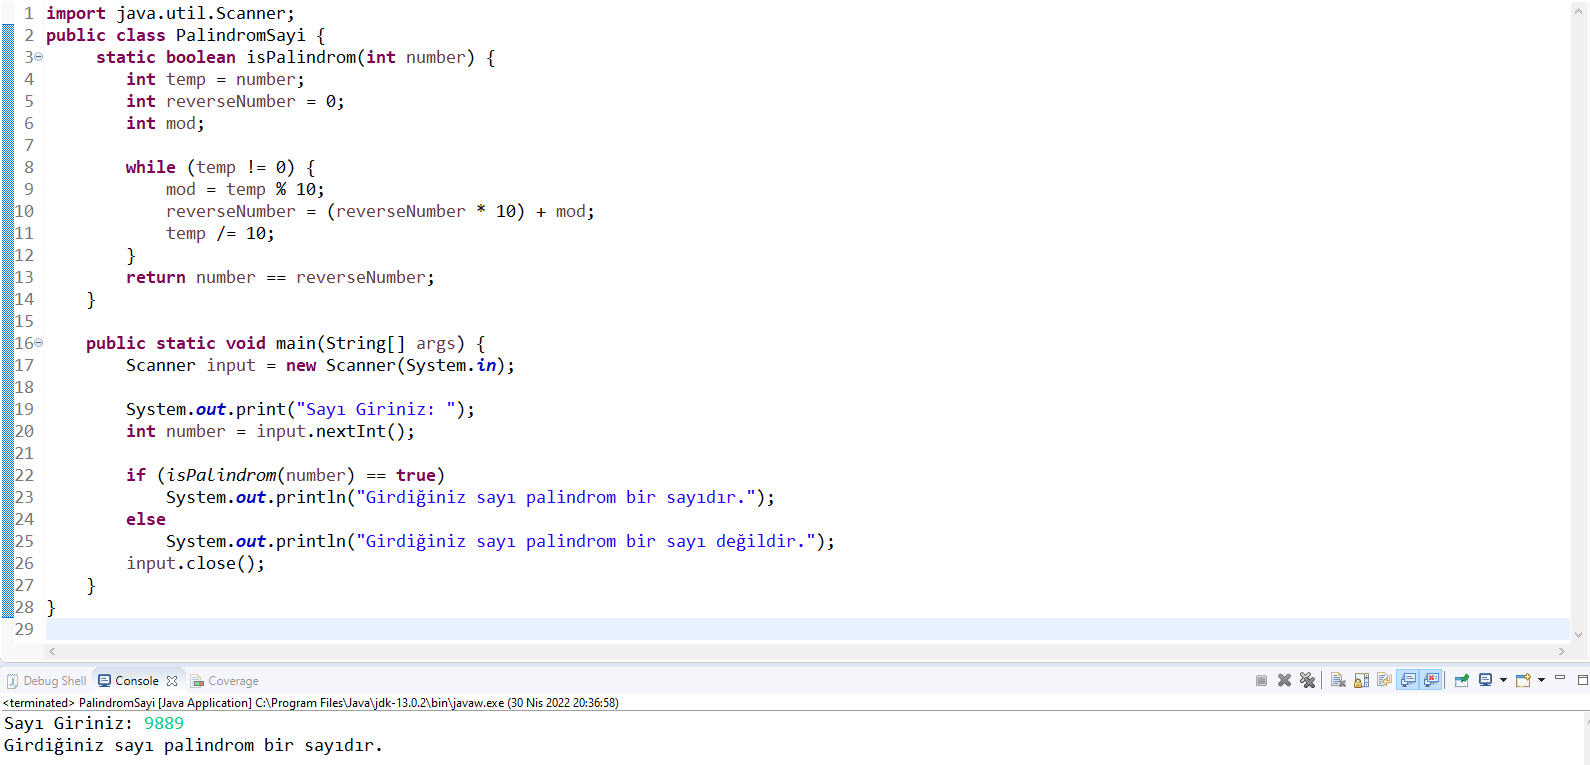 1 import java.util.Scanner;
2 public class PalindromSayi {
3 static boolean isPalindrom(int number) {
4 int temp = number;
5 int reverseNumber = 0;
6 int mod;
7
8 while (temp != 0) {
9 mod = temp % 10;
10 reverseNumber = (reverseNumber * 10) + mod;
11 temp /= 10;
12 }
13 return number == reverseNumber;
14 }
15
16 public static void main(String[] args) {
17 Scanner input = new Scanner(System.in);
18
19 System.out.print("Sayı Giriniz: ");
20 int number = input.nextInt();
21
22 if (isPalindrom(number) == true)
23 System.out.println("Girdiğiniz sayı palindrom bir sayıdır.");
24 else
25 System.out.println("Girdiğiniz sayı palindrom bir sayı değildir.");
26 input.close();
27 }
28 }
29
Debug Shell Console Coverage
<terminated> PalindromSayi [Java Application] C:\Program Files\Java\jdk-13.0.2\bin\javaw.exe (30 Nis 2022 20:36:58)
Sayı Giriniz: 9889
Girdiğiniz sayı palindrom bir sayıdır.